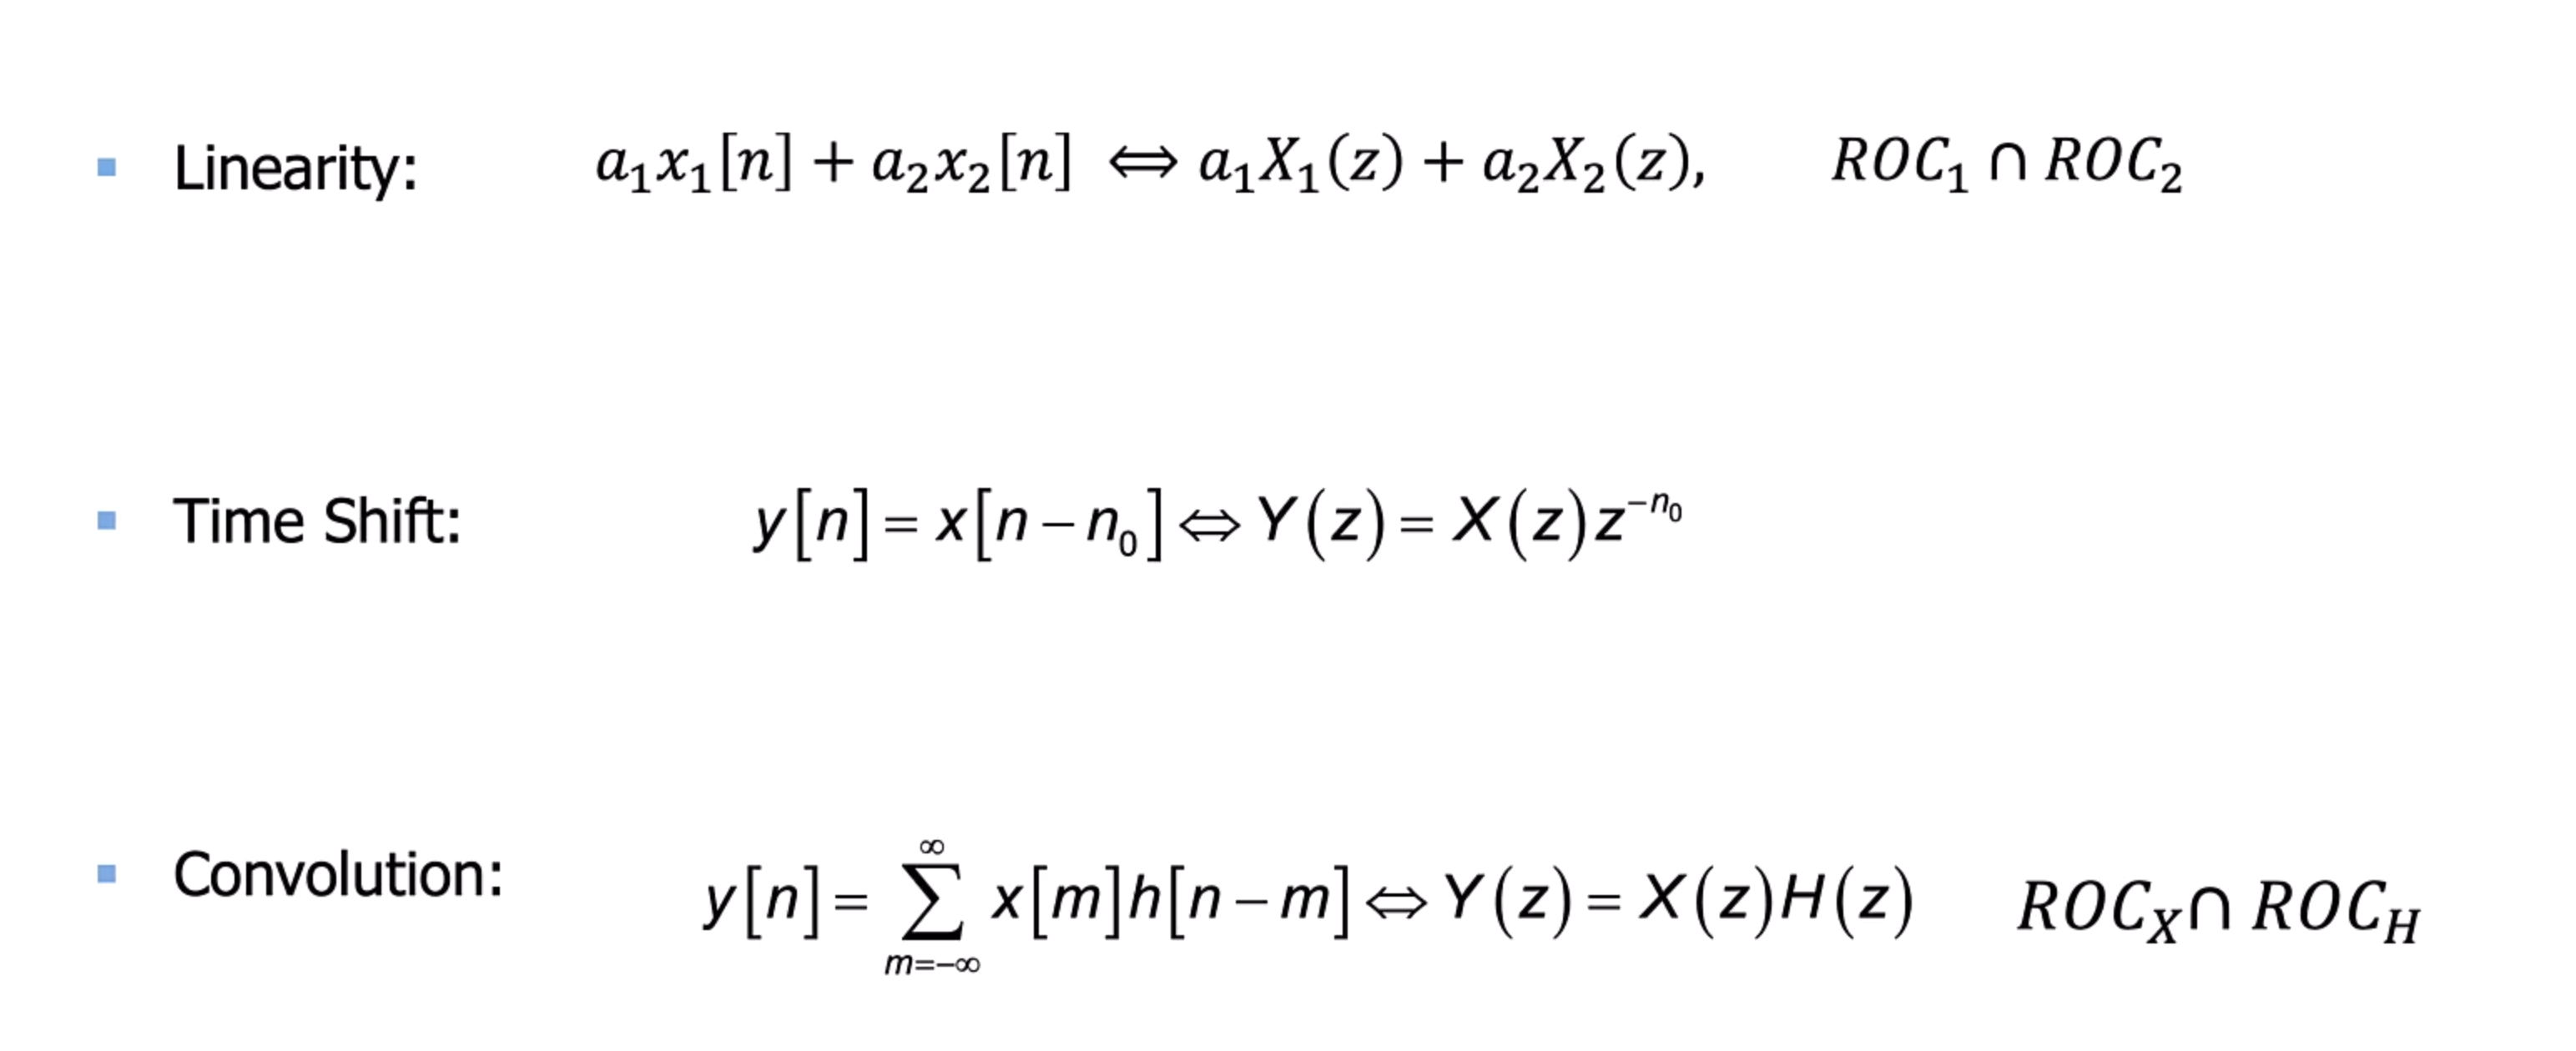 ▪ Linearity: a₁x₁[n] + a₂x₂[n] ⟺ a₁X₁(z) + a₂X₂(z), ROC₁ ∩ ROC₂
▪ Time Shift: y[n] = x[n − n₀] ⇔ Y(z) = X(z)z^{−n₀}
▪ Convolution: y[n] = ∑_{m=−∞}^{∞} x[m]h[n − m] ⇔ Y(z) = X(z)H(z) ROC_X ∩ ROC_H